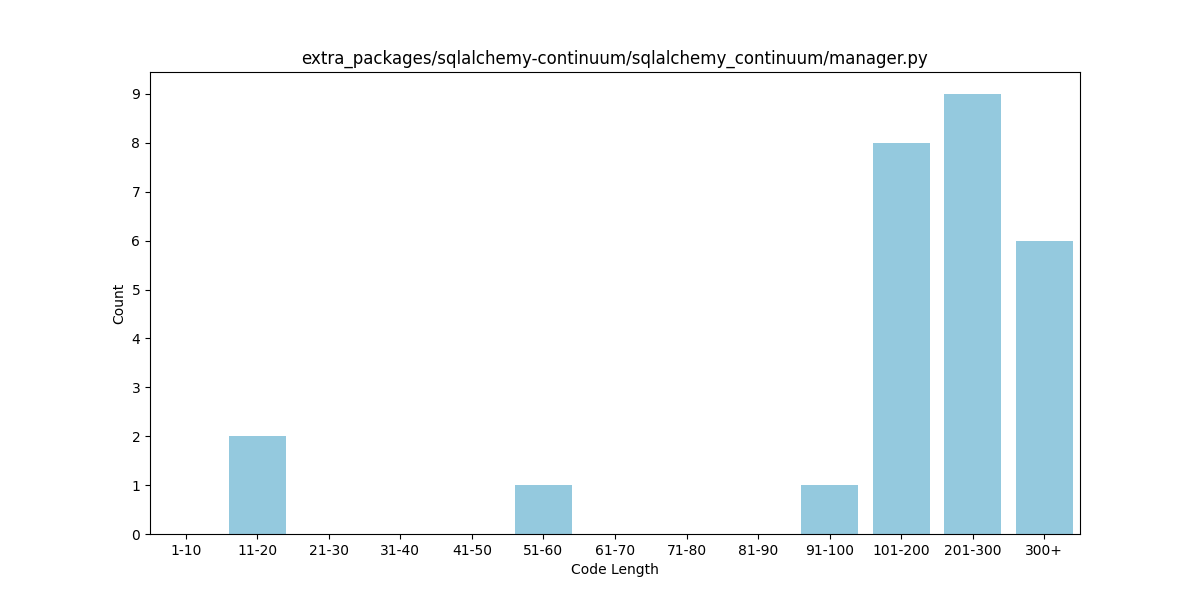 extra_packages/sqlalchemy-continuum/sqlalchemy_continuum/manager.py
Count
9
8
7
6
5
4
3
2
1
0
1-10 11-20 21-30 31-40 41-50 51-60 61-70 71-80 81-90 91-100 101-200 201-300 300+
Code Length